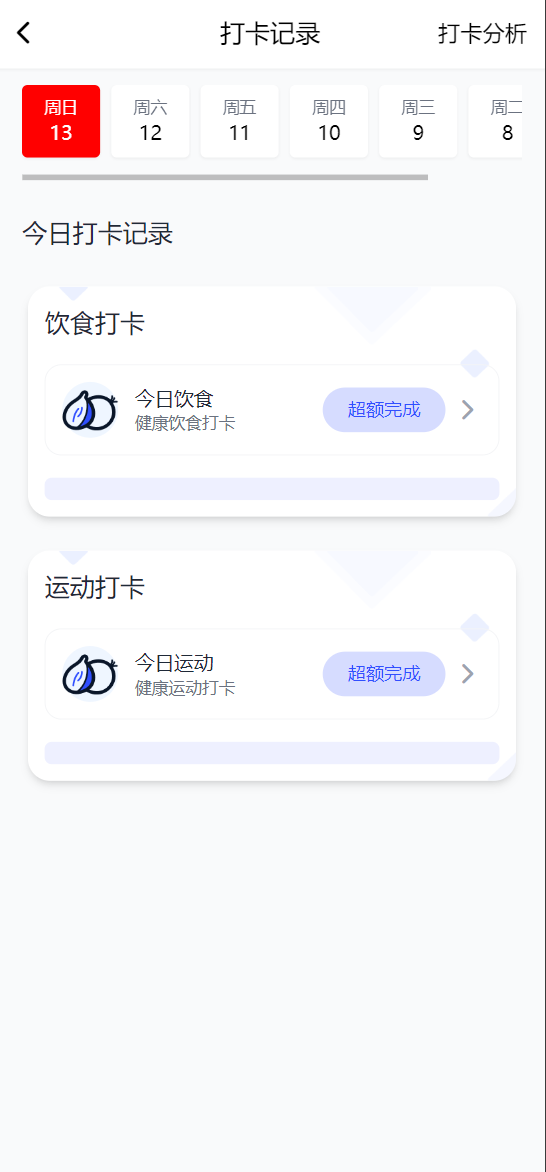 打卡记录
打卡分析
周日 周六 周五 周四 周三 周二
13 12 11 10 9 8
今日打卡记录
饮食打卡
今日饮食
健康饮食打卡
超额完成
运动打卡
今日运动
健康运动打卡
超额完成